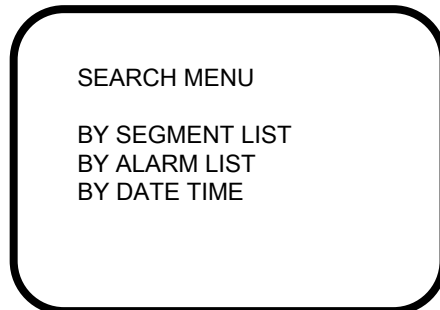 SEARCH MENU
BY SEGMENT LIST
BY ALARM LIST
BY DATE TIME